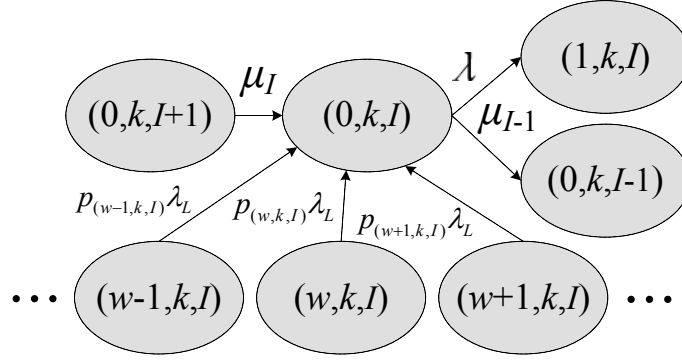 (0,k,I+1)
μ_I
(0,k,I)
λ
(1,k,I)
μ_{I-1}
(0,k,I-1)
p_{(w-1,k,I)}λ_L
p_{(w,k,I)}λ_L
p_{(w+1,k,I)}λ_L
••• (w-1,k,I) (w,k,I) (w+1,k,I) •••